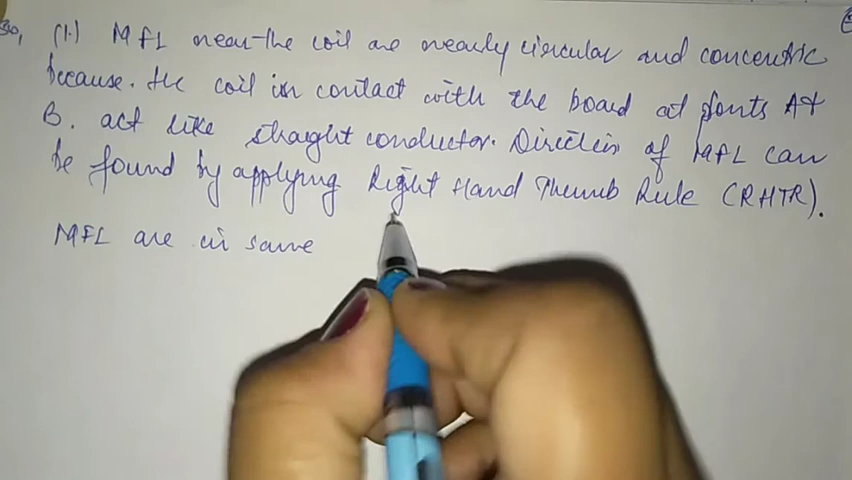 (1.) MFL near the coil are nearly circular and concentric
because. the coil in contact with the board at points A &
B. act like straight conductor. Direction of MFL can
be found by applying Right Hand Thumb Rule (RHTR).
MFL are in same